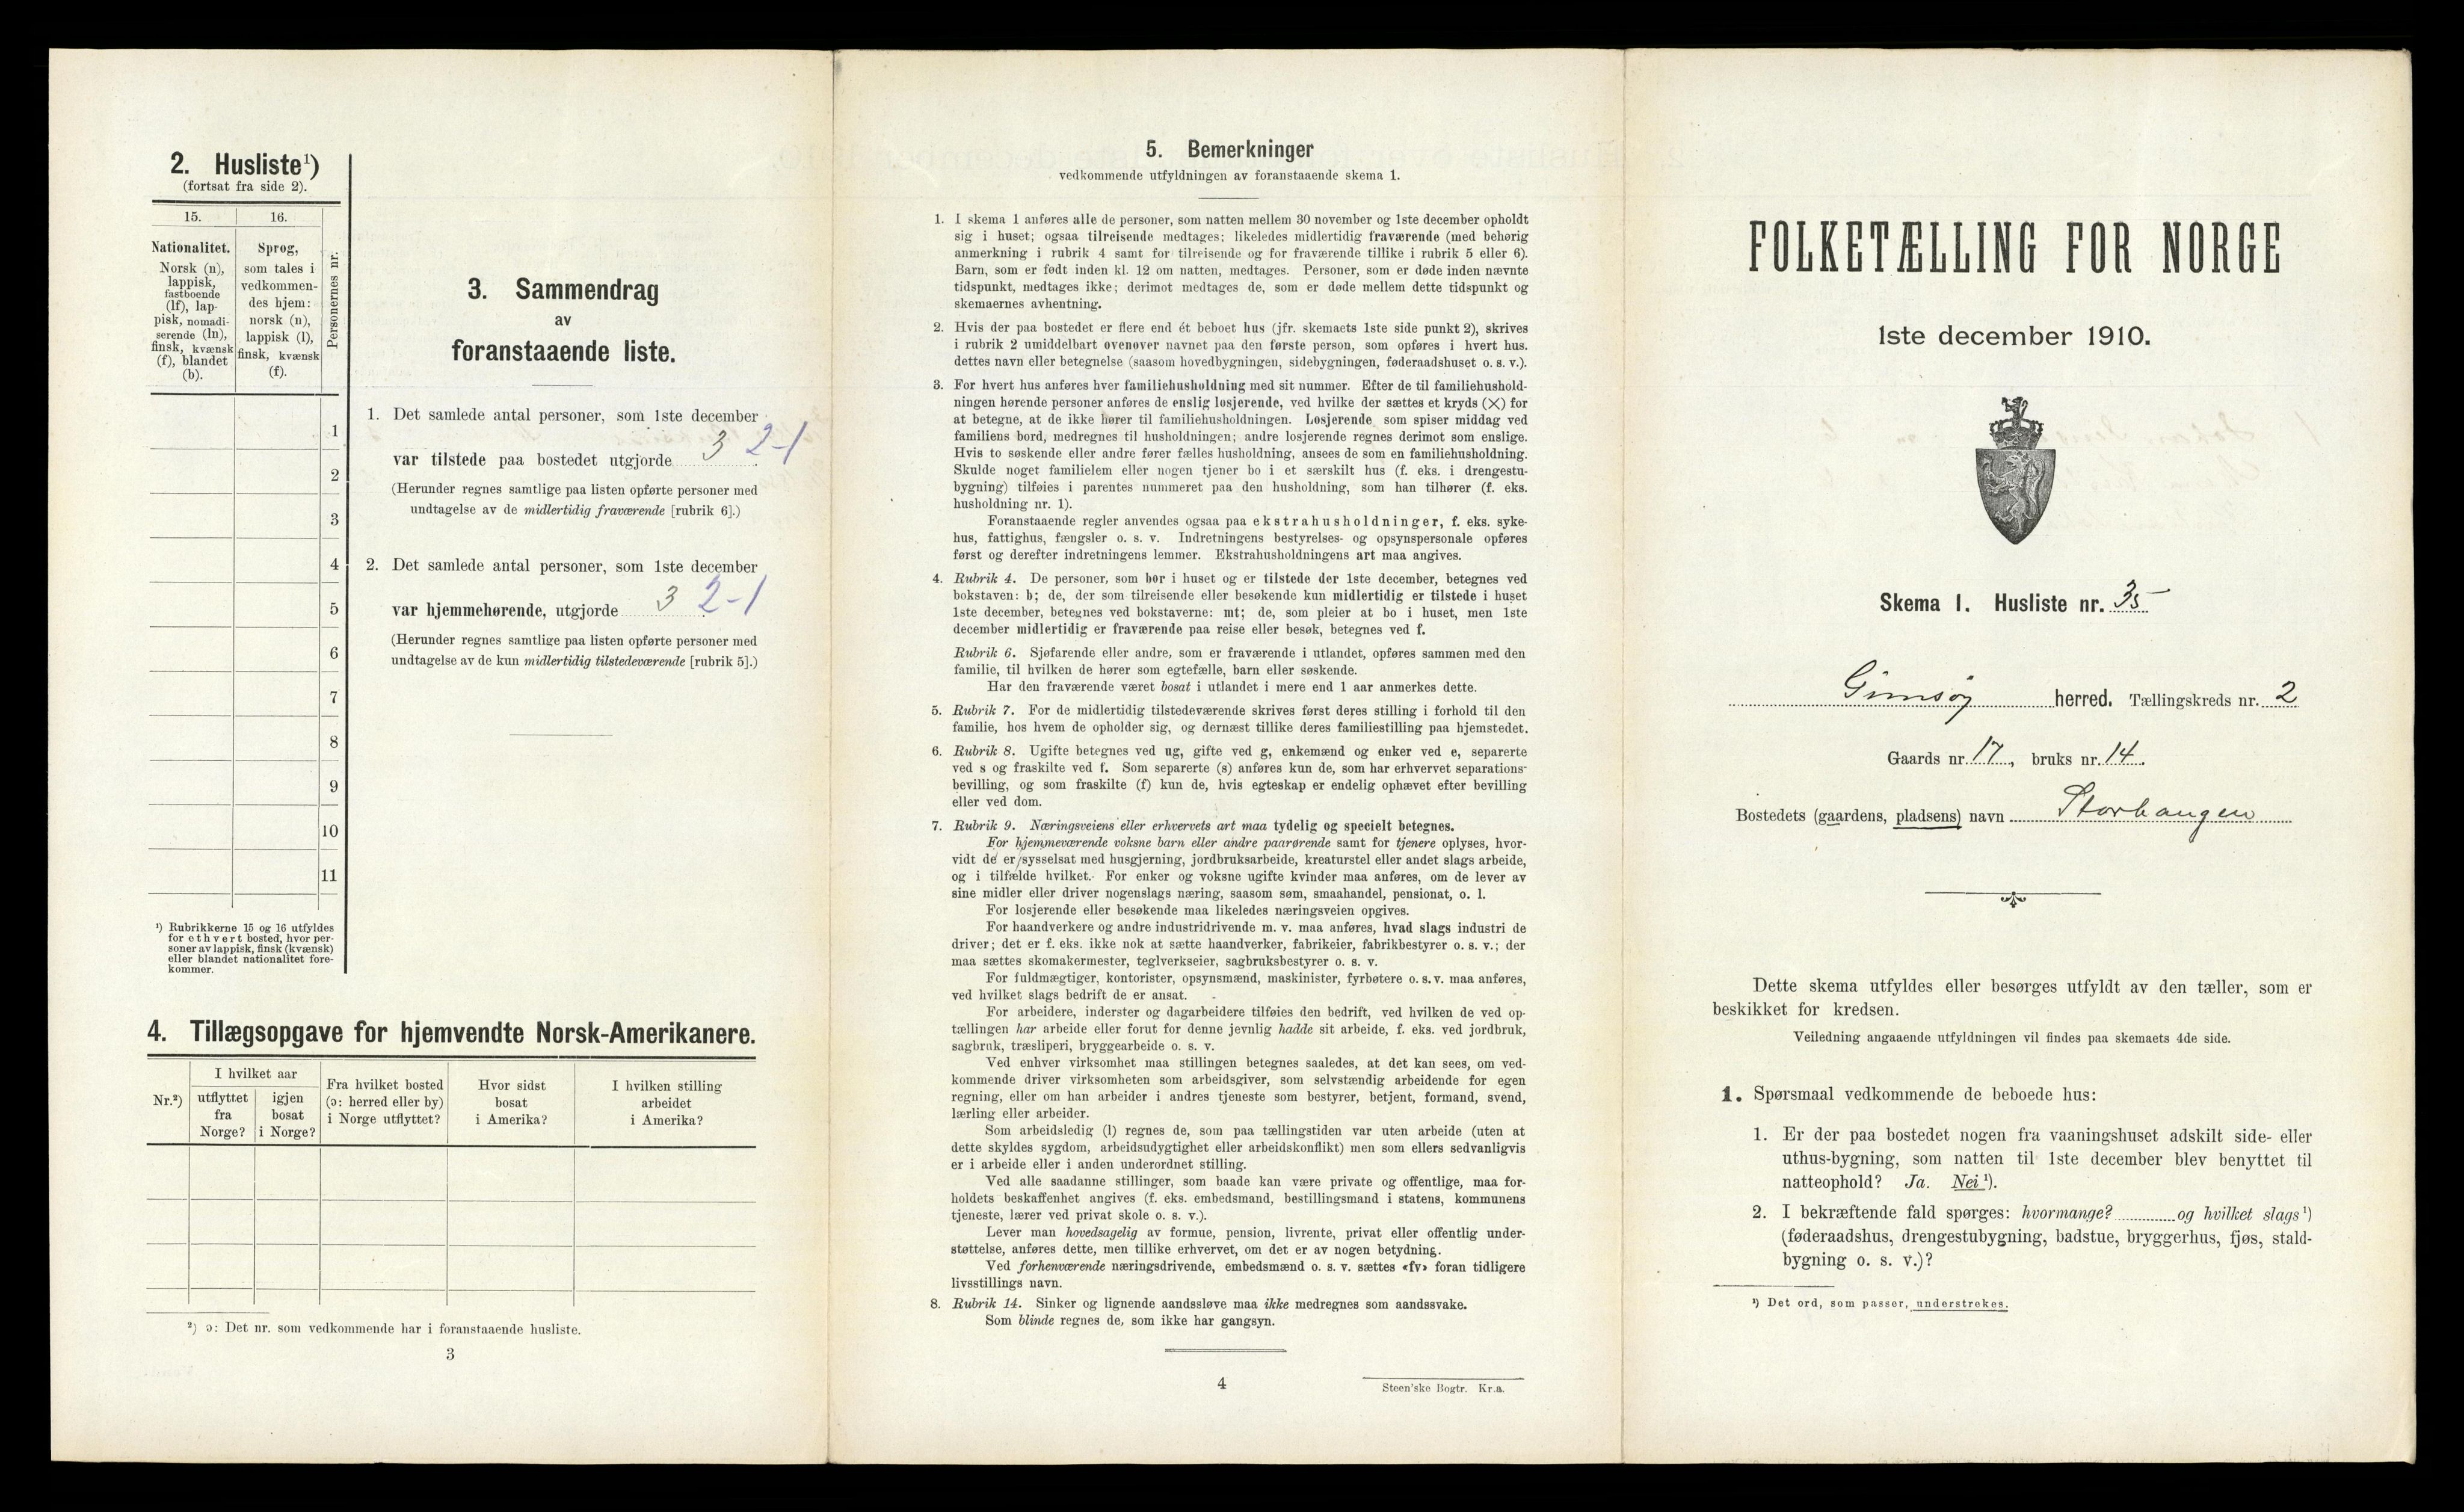 2. Husliste¹)
(fortsat fra side 2).
15.
16.
Personernes nr.
Nationalitet.
Norsk (n),
lappisk,
fastboende
(lf), lap-
pisk, nomadi-
serende (ln),
finsk, kvænsk
(f), blandet
(b).
Sprog,
som tales i
vedkommen-
des hjem:
norsk (n),
lappisk (l),
finsk, kvænsk
(f).
1
2
3
4
5
6
7
8
9
10
11
¹) Rubrikkerne 15 og 16 utfyldes
for ethvert bosted, hvor per-
soner av lappisk, finsk (kvænsk)
eller blandet nationalitet fore-
kommer.
3. Sammendrag
av
foranstaaende liste.
1. Det samlede antal personer, som 1ste december
var tilstede paa bostedet utgjorde 3 2-1
(Herunder regnes samtlige paa listen opførte personer med
undtagelse av de midlertidig fraværende [rubrik 6].)
2. Det samlede antal personer, som 1ste december
var hjemmehørende, utgjorde 3 2-1
(Herunder regnes samtlige paa listen opførte personer med
undtagelse av de kun midlertidig tilstedeværende [rubrik 5].)
4. Tillægsopgave for hjemvendte Norsk-Amerikanere.
Nr.²)
I hvilket aar
utflyttet
fra
Norge?
igjen
bosat
i Norge?
Fra hvilket bosted
(ɔ: herred eller by)
i Norge utflyttet?
Hvor sidst
bosat
i Amerika?
I hvilken stilling
arbeidet
i Amerika?
²) ɔ: Det nr. som vedkommende har i foranstaaende husliste.
3
5. Bemerkninger
vedkommende utfyldningen av foranstaaende skema 1.
1. I skema 1 anføres alle de personer, som natten mellem 30 november og 1ste december opholdt
sig i huset; ogsaa tilreisende medtages; likeledes midlertidig fraværende (med behørig
anmerkning i rubrik 4 samt for tilreisende og for fraværende tillike i rubrik 5 eller 6).
Barn, som er født inden kl. 12 om natten, medtages. Personer, som er døde inden nævnte
tidspunkt, medtages ikke; derimot medtages de, som er døde mellem dette tidspunkt og
skemaernes avhentning.
2. Hvis der paa bostedet er flere end ét beboet hus (jfr. skemaets 1ste side punkt 2), skrives
i rubrik 2 umiddelbart ovenover navnet paa den første person, som opføres i hvert hus.
dettes navn eller betegnelse (saasom hovedbygningen, sidebygningen, føderaadshuset o. s. v.).
3. For hvert hus anføres hver familiehusholdning med sit nummer. Efter de til familiehushold-
ningen hørende personer anføres de enslig losjerende, ved hvilke der sættes et kryds (×) for
at betegne, at de ikke hører til familiehusholdningen. Losjerende som spiser middag ved
familiens bord, medregnes til husholdningen; andre losjerende regnes derimot som enslige.
Hvis to søskende eller andre fører fælles husholdning, ansees de som en familiehusholdning.
Skulde noget familielem eller nogen tjener bo i et særskilt hus (f. eks. i drengestu-
bygning) tilføies i parentes nummeret paa den husholdning, som han tilhører (f. eks.
husholdning nr. 1).
Foranstaaende regler anvendes ogsaa paa ekstrahusholdninger, f. eks. syke-
hus, fattighus, fængsler o. s. v. Indretningens bestyrelses- og opsynspersonale opføres
først og derefter indretningens lemmer. Ekstrahusholdningens art maa angives.
4. Rubrik 4. De personer, som bor i huset og er tilstede der 1ste december, betegnes ved
bokstaven: b; de, der som tilreisende eller besøkende kun midlertidig er tilstede i huset
1ste december, betegnes ved bokstaverne: mt; de, som pleier at bo i huset, men 1ste
december midlertidig er fraværende paa reise eller besøk, betegnes ved f.
Rubrik 6. Sjøfarende eller andre, som er fraværende i utlandet, opføres sammen med den
familie, til hvilken de hører som egtefælle, barn eller søskende.
Har den fraværende været bosat i utlandet i mere end 1 aar anmerkes dette.
5. Rubrik 7. For de midlertidig tilstedeværende skrives først deres stilling i forhold til den
familie, hos hvem de opholder sig, og dernæst tillike deres familiestilling paa hjemstedet.
6. Rubrik 8. Ugifte betegnes ved ug, gifte ved g, enkemænd og enker ved e, separerte
ved s og fraskilte ved f. Som separerte (s) anføres kun de, som har erhvervet separations-
bevilling, og som fraskilte (f) kun de, hvis egteskap er endelig ophævet efter bevilling
eller ved dom.
7. Rubrik 9. Næringsveiens eller erhvervets art maa tydelig og specielt betegnes.
For hjemmeværende voksne barn eller andre paarørende samt for tjenere oplyses, hvor-
vidt de er sysselsat med husgjerning, jordbruksarbeide, kreaturstel eller andet slags arbeide,
og i tilfælde hvilket. For enker og voksne ugifte kvinder maa anføres, om de lever av
sine midler eller driver nogenslags næring, saasom søm, smaahandel, pensionat, o. l.
For losjerende eller besøkende maa likeledes næringsveien opgives.
For haandverkere og andre industridrivende m. v. maa anføres, hvad slags industri de
driver; det er f. eks. ikke nok at sætte haandverker, fabrikeier, fabrikbestyrer o. s. v.; der
maa sættes skomakermester, teglverkseier, sagbruksbestyrer o. s. v.
For fuldmægtiger, kontorister, opsynsmænd, maskinister, fyrbøtere o. s. v. maa anføres,
ved hvilket slags bedrift de er ansat.
For arbeidere, inderster og dagarbeidere tilføies den bedrift, ved hvilken de ved op-
tællingen har arbeide eller forut for denne jevnlig hadde sit arbeide, f. eks. ved jordbruk,
sagbruk, træsliperi, bryggearbeide o. s. v.
Ved enhver virksomhet maa stillingen betegnes saaledes, at det kan sees, om ved-
kommende driver virksomheten som arbeidsgiver, som selvstændig arbeidende for egen
regning, eller om han arbeider i andres tjeneste som bestyrer, betjent, formand, svend,
lærling eller arbeider.
Som arbeidsledig (l) regnes de, som paa tællingstiden var uten arbeide (uten at
dette skyldes sygdom, arbeidsudygtighet eller arbeidskonflikt) men som ellers sedvanligvis
er i arbeide eller i anden underordnet stilling.
Ved alle saadanne stillinger, som baade kan være private og offentlige, maa for-
holdets beskaffenhet angives (f. eks. embedsmand, bestillingsmand i statens, kommunens
tjeneste, lærer ved privat skole o. s. v.).
Lever man hovedsagelig av formue, pension, livrente, privat eller offentlig under-
støttelse, anføres dette, men tillike erhvervet, om det er av nogen betydning.
Ved forhenværende næringsdrivende, embedsmænd o. s. v. sættes «fv» foran tidligere
livsstillings navn.
8. Rubrik 14. Sinker og lignende aandssløve maa ikke medregnes som aandssvake.
Som blinde regnes de, som ikke har gangsyn.
4
Steen'ske Bogtr. Kr.a.
FOLKETÆLLING FOR NORGE
1ste december 1910.
Skema 1. Husliste nr. 35
Gimsøy herred. Tællingskreds nr. 2
Gaards nr. 17, bruks nr. 14.
Bostedets (gaardens, pladsens) navn Storhaugen
Dette skema utfyldes eller besørges utfyldt av den tæller, som er
beskikket for kredsen.
Veiledning angaaende utfyldningen vil findes paa skemaets 4de side.
1. Spørsmaal vedkommende de beboede hus:
1. Er der paa bostedet nogen fra vaaningshuset adskilt side- eller
uthus-bygning, som natten til 1ste december blev benyttet til
natteophold? Ja. Nei ¹).
2. I bekræftende fald spørges: hvormange? og hvilket slags ¹)
(føderaadshus, drengestubygning, badstue, bryggerhus, fjøs, stald-
bygning o. s. v.)?
¹) Det ord, som passer, understrekes.